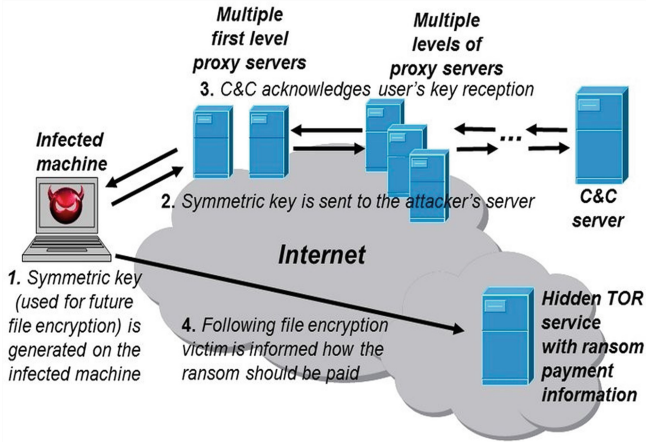 Multiple
first level
proxy servers
Multiple
levels of
proxy servers
3. C&C acknowledges user's key reception
Infected
machine
...
C&C
server
2. Symmetric key is sent to the attacker's server
Internet
1. Symmetric key
(used for future
file encryption) is
generated on the
infected machine
4. Following file encryption
victim is informed how the
ransom should be paid
Hidden TOR
service
with ransom
payment
information